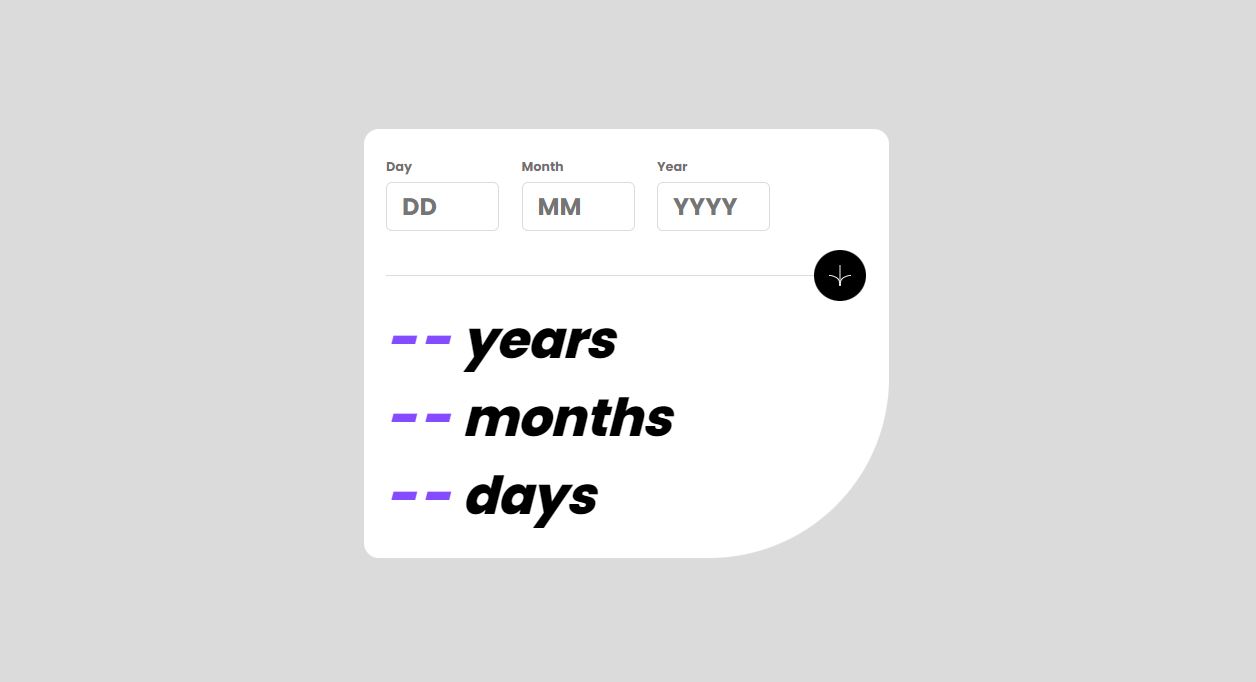 Day Month Year
DD MM YYYY
-- years
-- months
-- days